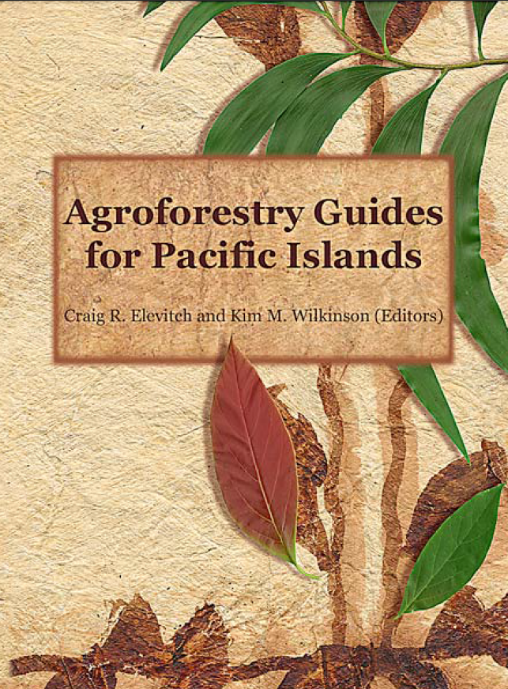 Agroforestry Guides
for Pacific Islands
Craig R. Elevitch and Kim M. Wilkinson (Editors)